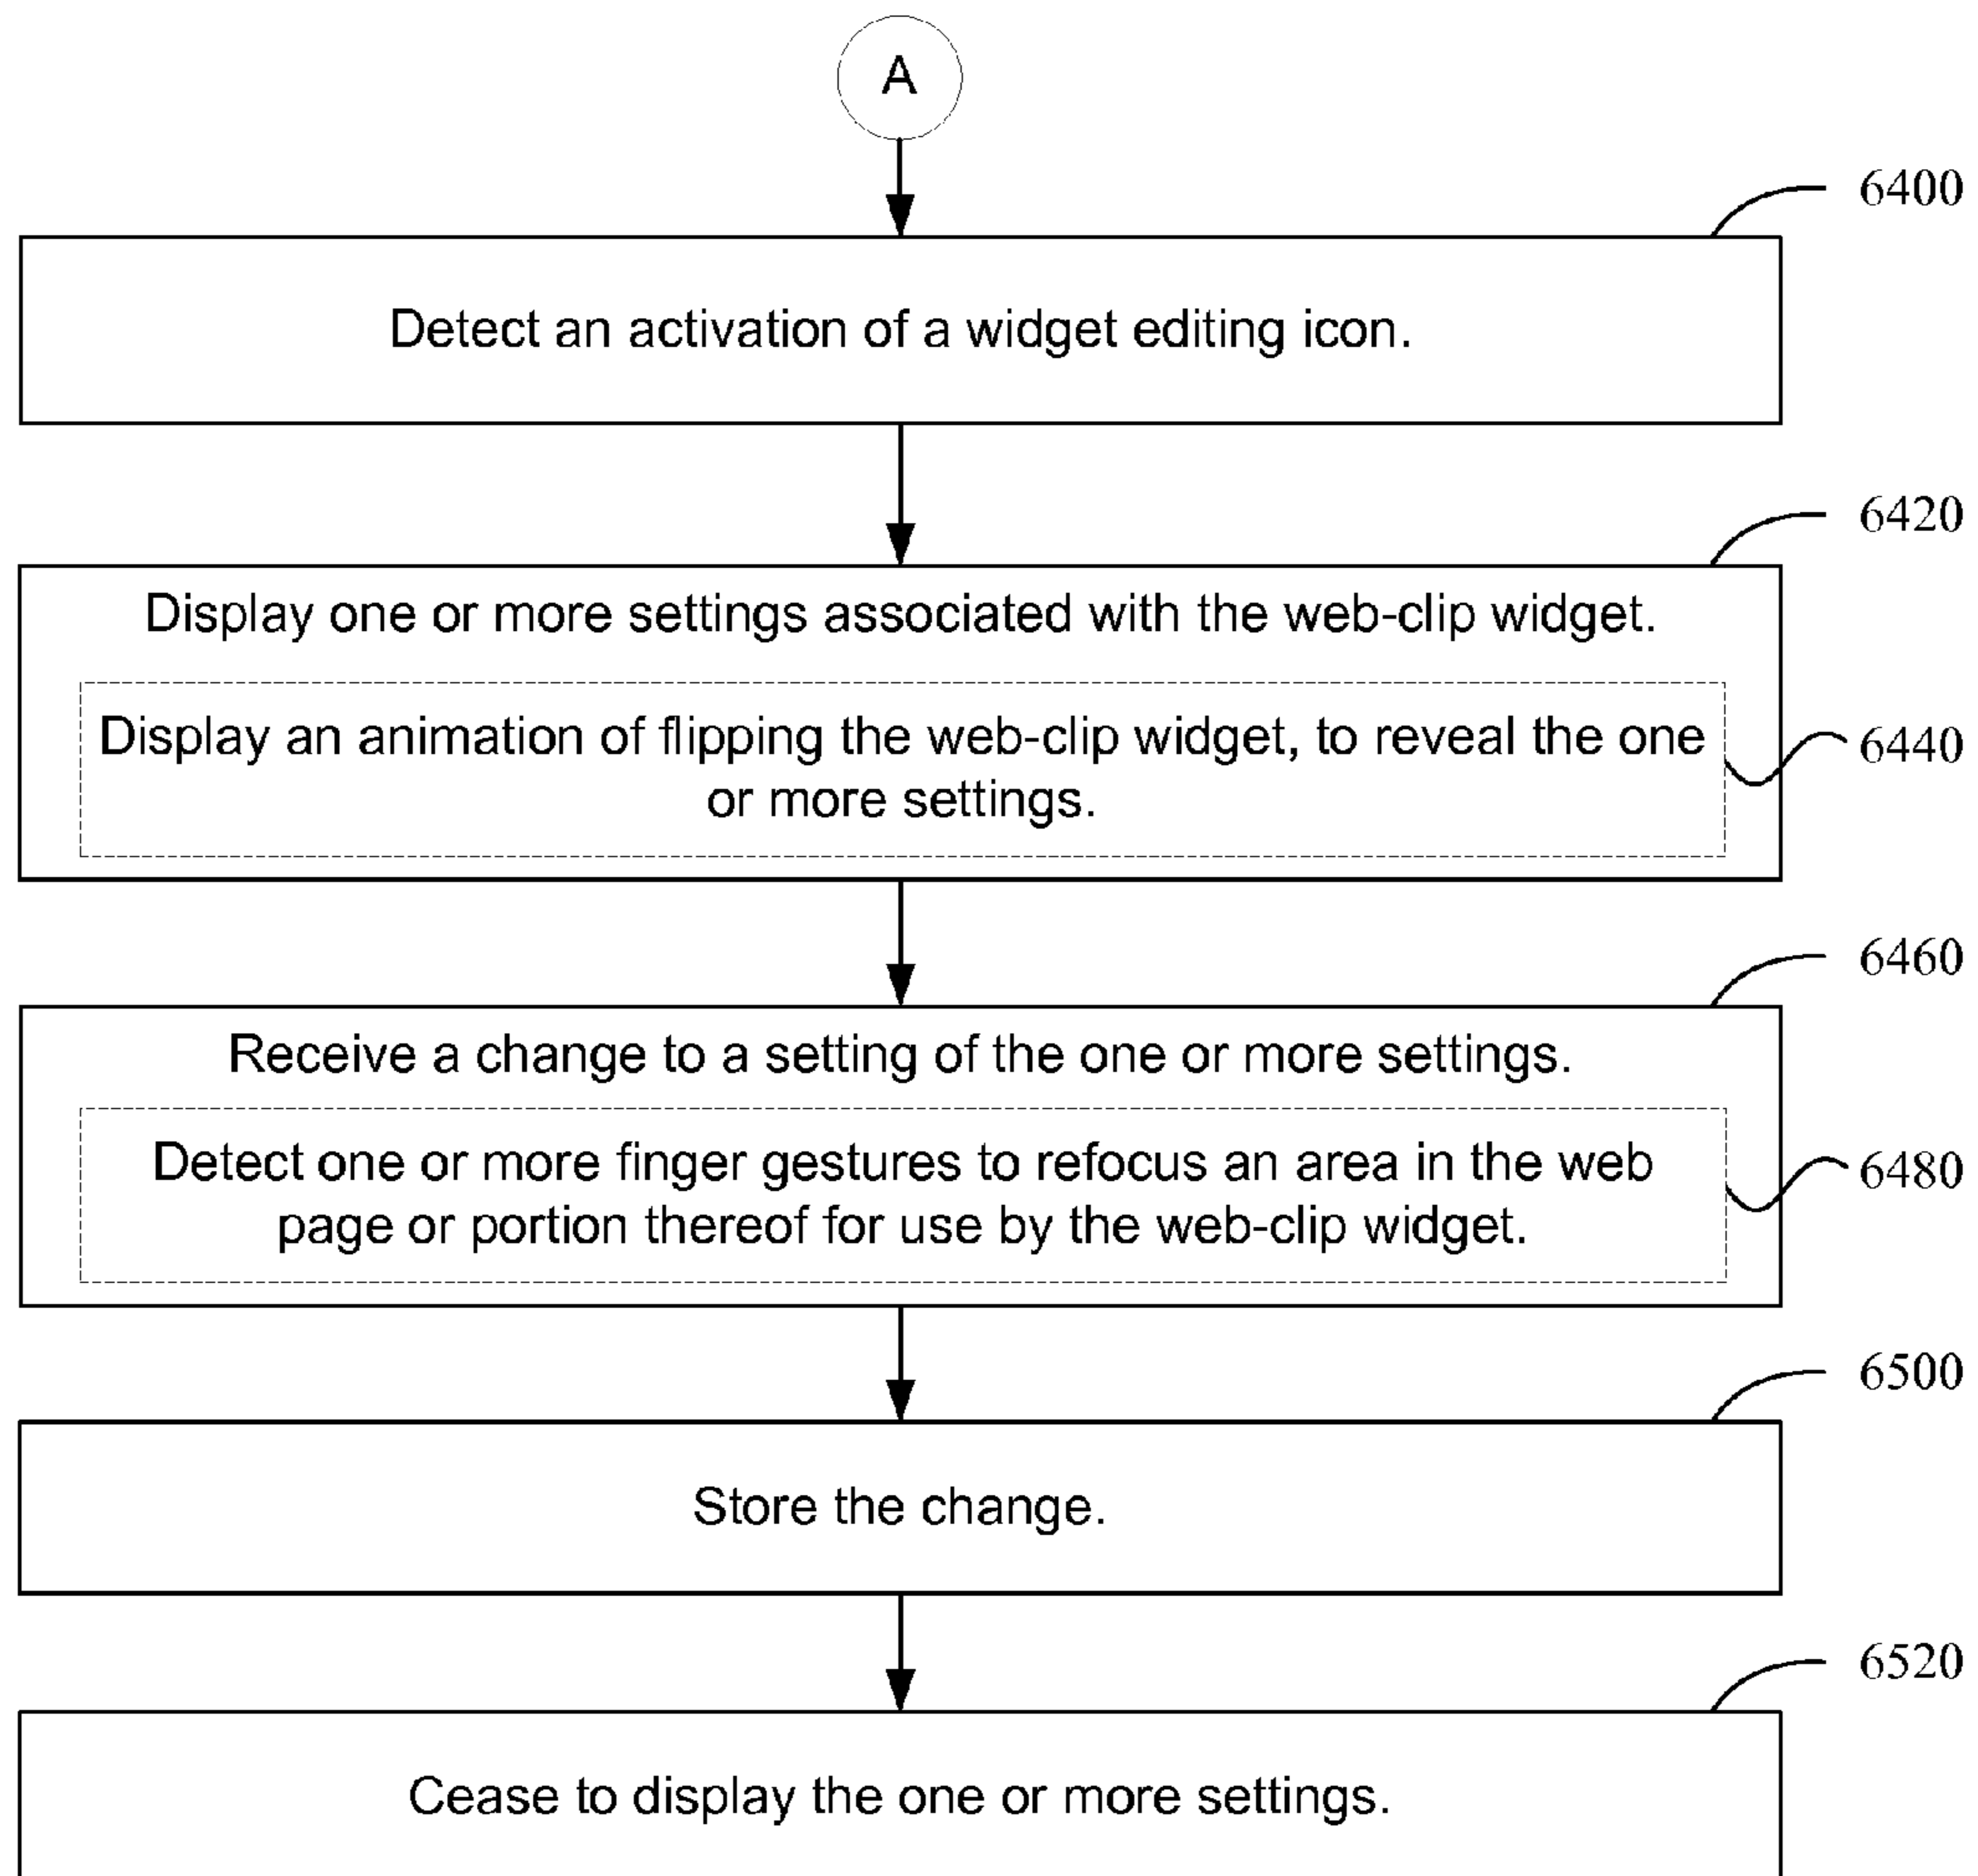 A
6400
Detect an activation of a widget editing icon.
6420
Display one or more settings associated with the web-clip widget.
Display an animation of flipping the web-clip widget, to reveal the one
or more settings.
6440
6460
Receive a change to a setting of the one or more settings.
Detect one or more finger gestures to refocus an area in the web
page or portion thereof for use by the web-clip widget.
6480
6500
Store the change.
6520
Cease to display the one or more settings.